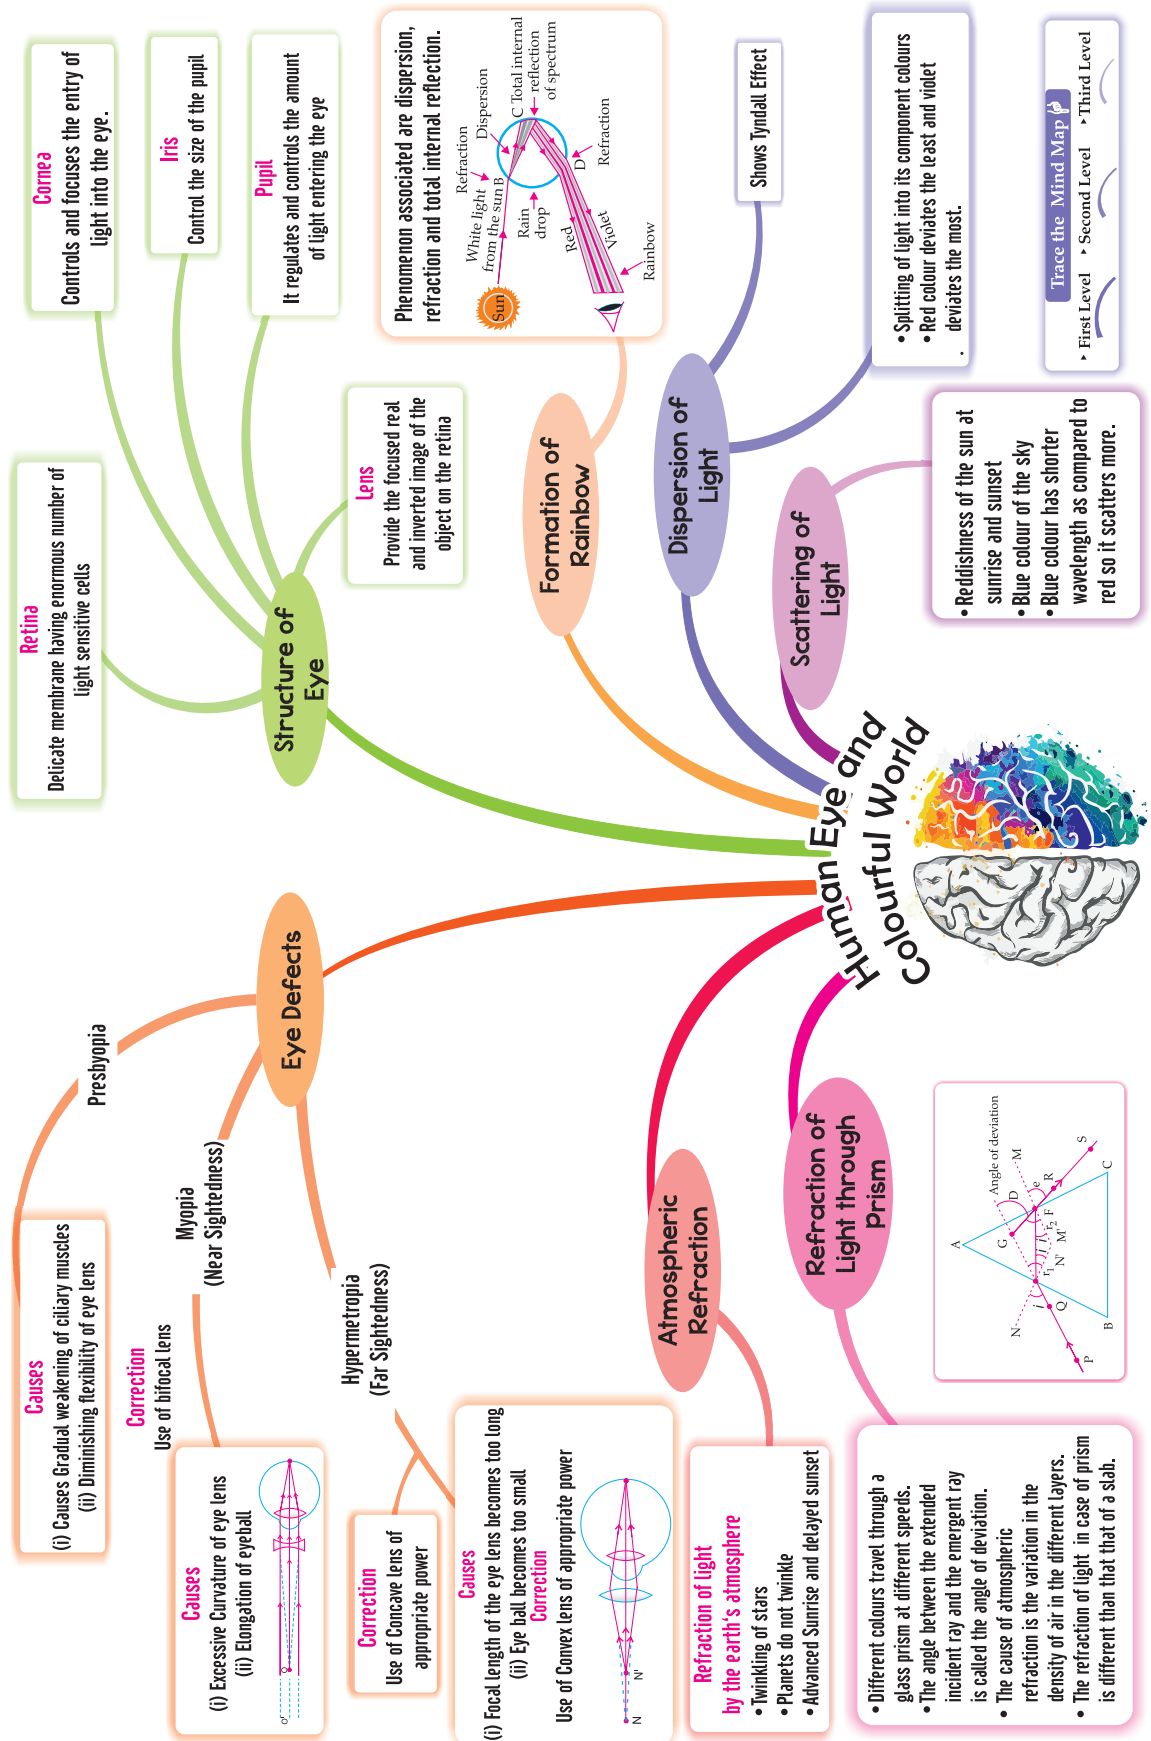 Human Eye and
Colourful World
Structure of
Eye
Retina
Delicate membrane having enormous number of
light sensitive cells
Cornea
Controls and focuses the entry of
light into the eye.
Iris
Control the size of the pupil
Pupil
It regulates and controls the amount
of light entering the eye
Lens
Provide the focused real
and inverted image of the
object on the retina
Formation of
Rainbow
Phenomenon associated are dispersion,
refraction and total internal reflection.
Sun
White light
from the sun
Refraction
B
Dispersion
C Total internal
reflection
of spectrum
Rain
drop
D
Refraction
Red
Violet
Rainbow
Dispersion of
Light
Shows Tyndall Effect
• Splitting of light into its component colours
• Red colour deviates the least and violet
deviates the most.
.
Scattering of
Light
• Reddishness of the sun at
sunrise and sunset
• Blue colour of the sky
• Blue colour has shorter
wavelength as compared to
red so it scatters more.
Trace the Mind Map
First Level
Second Level
Third Level
Eye Defects
Presbyopia
Causes
(i) Causes Gradual weakening of ciliary muscles
(ii) Diminishing flexibility of eye lens
Correction
Use of bifocal lens
Myopia
(Near Sightedness)
Causes
(i) Excessive Curvature of eye lens
(ii) Elongation of eyeball
O'
O
Hypermetropia
(Far Sightedness)
Correction
Use of Concave lens of
appropriate power
Causes
(i) Focal length of the eye lens becomes too long
(ii) Eye ball becomes too small
Correction
Use of Convex lens of appropriate power
N
N'
Atmospheric
Refraction
Refraction of light
by the earth's atmosphere
• Twinkling of stars
• Planets do not twinkle
• Advanced Sunrise and delayed sunset
Refraction of
Light through
Prism
• Different colours travel through a
glass prism at different speeds.
• The angle between the extended
incident ray and the emergent ray
is called the angle of deviation.
• The cause of atmospheric
refraction is the variation in the
density of air in the different layers.
• The refraction of light in case of prism
is different than that of a slab.
A
Angle of deviation
N
G
D
M
i
r1
i
i
r2
F
e
R
S
Q
N'
M'
P
B
C